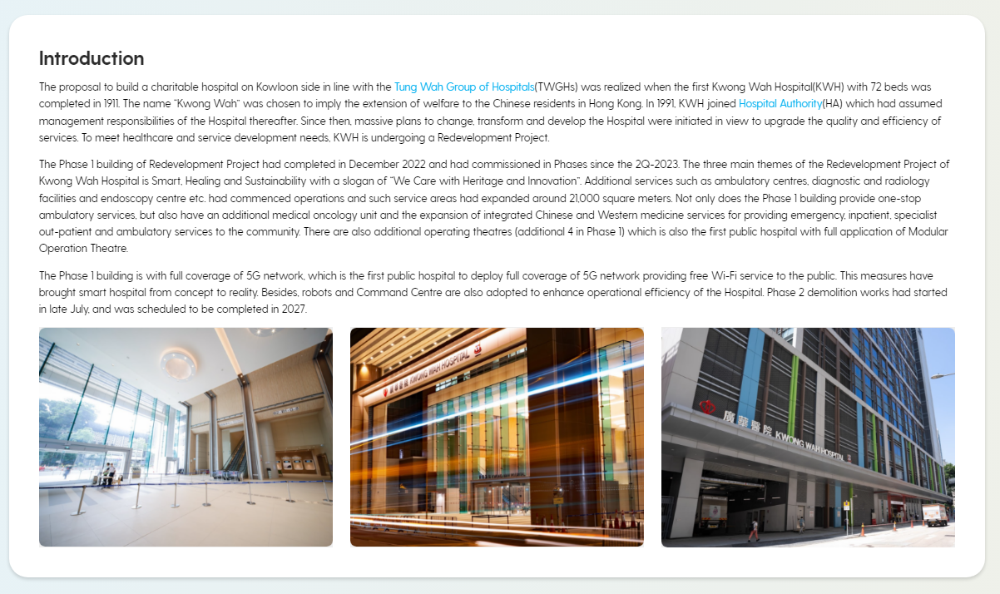 Introduction
The proposal to build a charitable hospital on Kowloon side in line with the Tung Wah Group of Hospitals(TWGHs) was realized when the first Kwong Wah Hospital(KWH) with 72 beds was
completed in 1911. The name “Kwong Wah” was chosen to imply the extension of welfare to the Chinese residents in Hong Kong. In 1991, KWH joined Hospital Authority(HA) which had assumed
management responsibilities of the Hospital thereafter. Since then, massive plans to change, transform and develop the Hospital were initiated in view to upgrade the quality and efficiency of
services. To meet healthcare and service development needs, KWH is undergoing a Redevelopment Project.
The Phase 1 building of Redevelopment Project had completed in December 2022 and had commissioned in Phases since the 2Q-2023. The three main themes of the Redevelopment Project of
Kwong Wah Hospital is Smart, Healing and Sustainability with a slogan of “We Care with Heritage and Innovation”. Additional services such as ambulatory centres, diagnostic and radiology
facilities and endoscopy centre etc. had commenced operations and such service areas had expanded around 21,000 square meters. Not only does the Phase 1 building provide one-stop
ambulatory services, but also have an additional medical oncology unit and the expansion of integrated Chinese and Western medicine services for providing emergency, inpatient, specialist
out-patient and ambulatory services to the community. There are also additional operating theatres (additional 4 in Phase 1) which is also the first public hospital with full application of Modular
Operation Theatre.
The Phase 1 building is with full coverage of 5G network, which is the first public hospital to deploy full coverage of 5G network providing free Wi-Fi service to the public. This measures have
brought smart hospital from concept to reality. Besides, robots and Command Centre are also adopted to enhance operational efficiency of the Hospital. Phase 2 demolition works had started
in late July, and was scheduled to be completed in 2027.
廣華醫院 KWONG WAH HOSPITAL
廣華醫院 KWONG WAH HOSPITAL